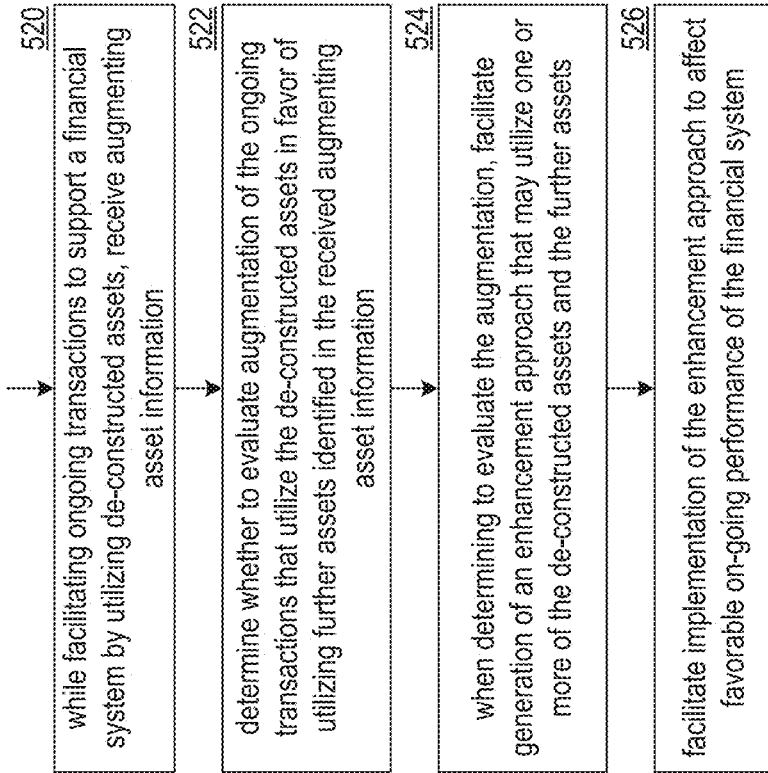 520
while facilitating ongoing transactions to support a financial
system by utilizing de-constructed assets, receive augmenting
asset information
522
determine whether to evaluate augmentation of the ongoing
transactions that utilize the de-constructed assets in favor of
utilizing further assets identified in the received augmenting
asset information
524
when determining to evaluate the augmentation, facilitate
generation of an enhancement approach that may utilize one or
more of the de-constructed assets and the further assets
526
facilitate implementation of the enhancement approach to affect
favorable on-going performance of the financial system